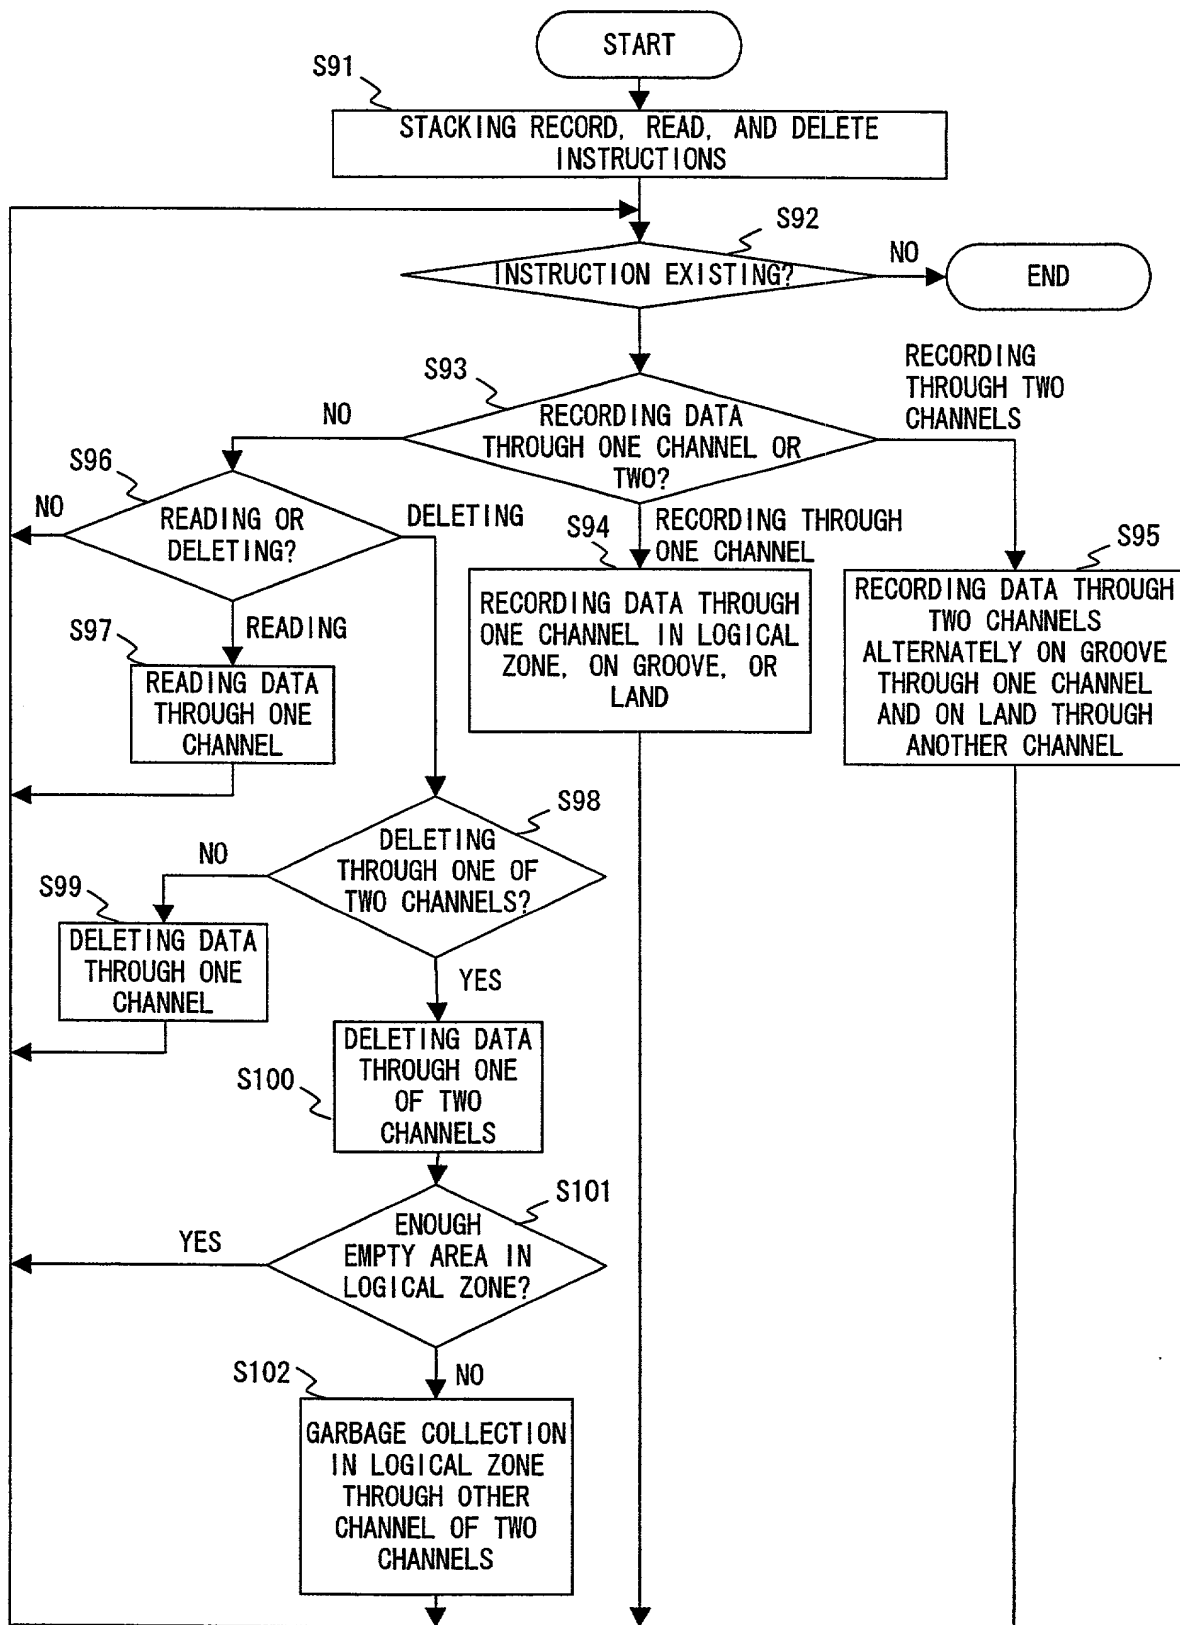 START
S91
STACKING RECORD, READ, AND DELETE
INSTRUCTIONS
S92
INSTRUCTION EXISTING?
NO
END
S93
RECORDING DATA
THROUGH ONE CHANNEL OR
TWO?
NO
RECORDING
THROUGH TWO
CHANNELS
S96
NO
READING OR
DELETING?
DELETING
S94
RECORDING THROUGH
ONE CHANNEL
S95
RECORDING DATA THROUGH
ONE CHANNEL IN LOGICAL
ZONE, ON GROOVE, OR
LAND
RECORDING DATA THROUGH
TWO CHANNELS
ALTERNATELY ON GROOVE
THROUGH ONE CHANNEL
AND ON LAND THROUGH
ANOTHER CHANNEL
S97
READING
READING DATA
THROUGH ONE
CHANNEL
S98
DELETING
THROUGH ONE OF
TWO CHANNELS?
NO
S99
DELETING DATA
THROUGH ONE
CHANNEL
YES
S100
DELETING DATA
THROUGH ONE
OF TWO
CHANNELS
S101
ENOUGH
EMPTY AREA IN
LOGICAL ZONE?
YES
NO
S102
GARBAGE COLLECTION
IN LOGICAL ZONE
THROUGH OTHER
CHANNEL OF TWO
CHANNELS